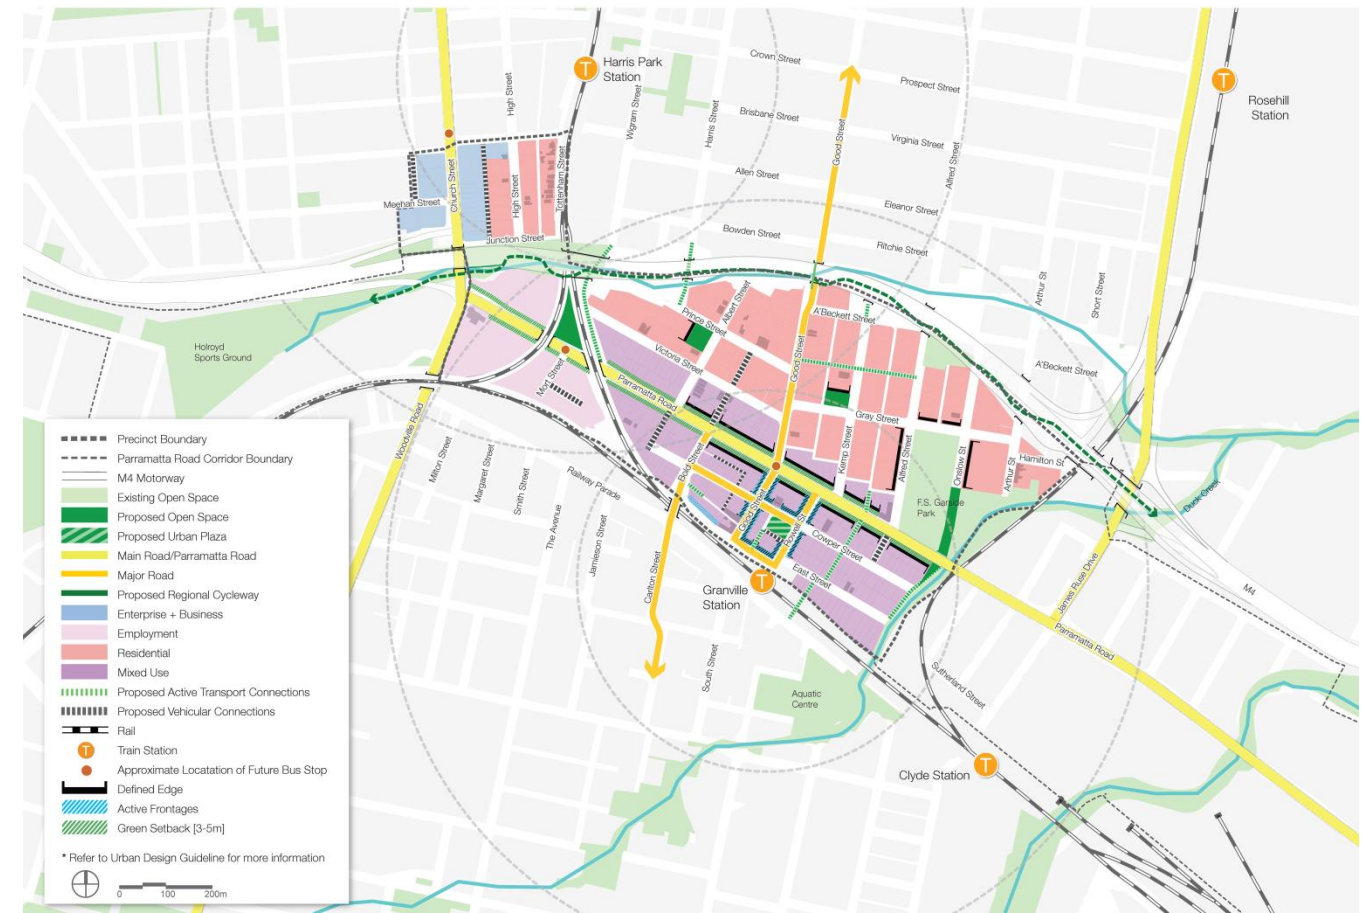 Harris Park
Station
Rosehill
Station
Crown Street
Prospect Street
Brisbane Street
Virginia Street
Allen Street
Eleanor Street
Bowden Street
Ritchie Street
High Street
Wigram Street
Harris Street
Good Street
Alfred Street
Church Street
Meehan Street
High Street
Tottenham Street
Junction Street
Arthur St
Short Street
Holroyd
Sports Ground
Albert Street
Prince Street
A'Beckett Street
Victoria Street
Good Street
A'Beckett Street
Mort Street
Parramatta Road
Gray Street
Woodville Road
Milton Street
Margaret Street
Smith Street
The Avenue
Railway Parade
Jamieson Street
Bold Street
Kemp Street
Alfred Street
Onslow St
Arthur St
Hamilton St
F.S. Garside
Park
Duck Creek
Good Street
Rowell St
Cowper Street
East Street
Carlton Street
Granville
Station
James Ruse Drive
M4
Parramatta Road
South Street
Sutherland Street
Aquatic
Centre
Clyde Station
Precinct Boundary
Parramatta Road Corridor Boundary
M4 Motorway
Existing Open Space
Proposed Open Space
Proposed Urban Plaza
Main Road/Parramatta Road
Major Road
Proposed Regional Cycleway
Enterprise + Business
Employment
Residential
Mixed Use
Proposed Active Transport Connections
Proposed Vehicular Connections
Rail
T
Train Station
Approximate Locatation of Future Bus Stop
Defined Edge
Active Frontages
Green Setback [3-5m]
* Refer to Urban Design Guideline for more information
0 100 200m
T
T
T
T